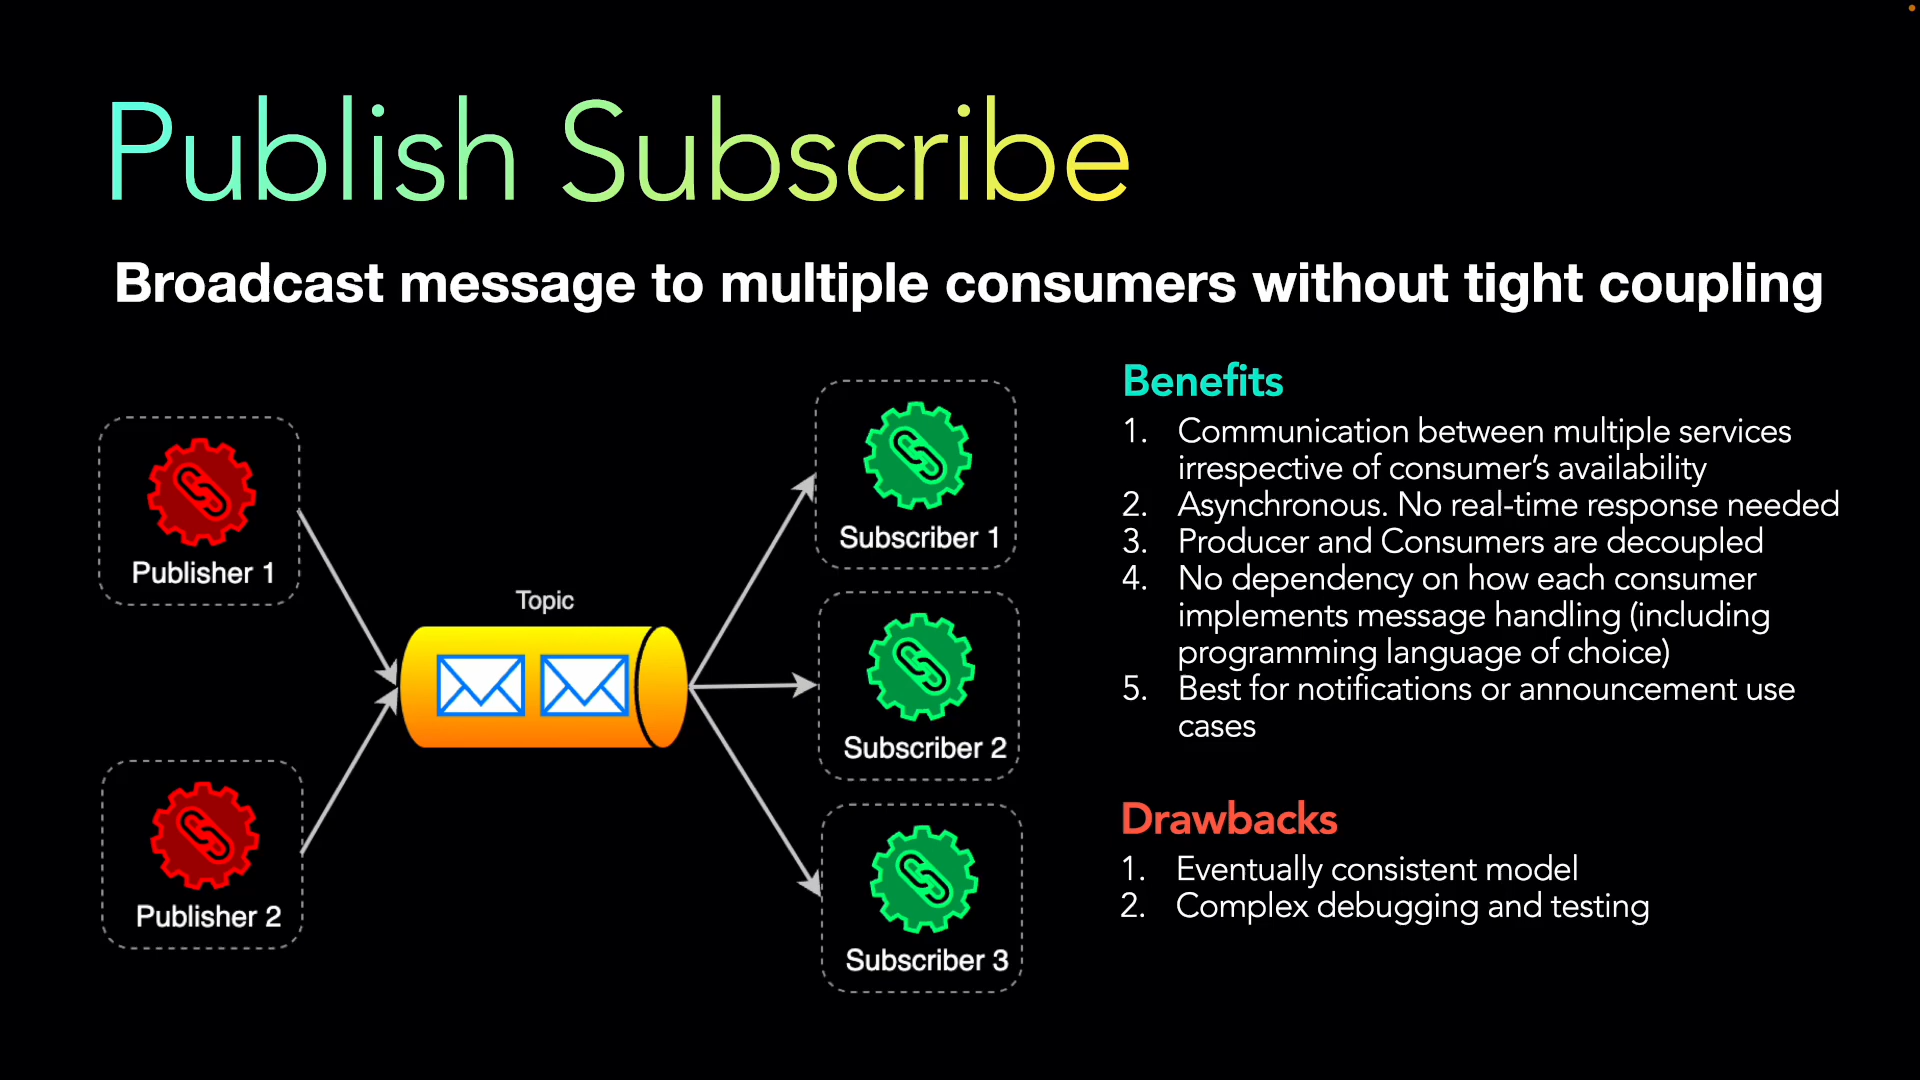 Publish Subscribe
Broadcast message to multiple consumers without tight coupling
Publisher 1
Publisher 2
Topic
Subscriber 1
Subscriber 2
Subscriber 3
Benefits
1. Communication between multiple services
irrespective of consumer’s availability
2. Asynchronous. No real-time response needed
3. Producer and Consumers are decoupled
4. No dependency on how each consumer
implements message handling (including
programming language of choice)
5. Best for notifications or announcement use
cases
Drawbacks
1. Eventually consistent model
2. Complex debugging and testing